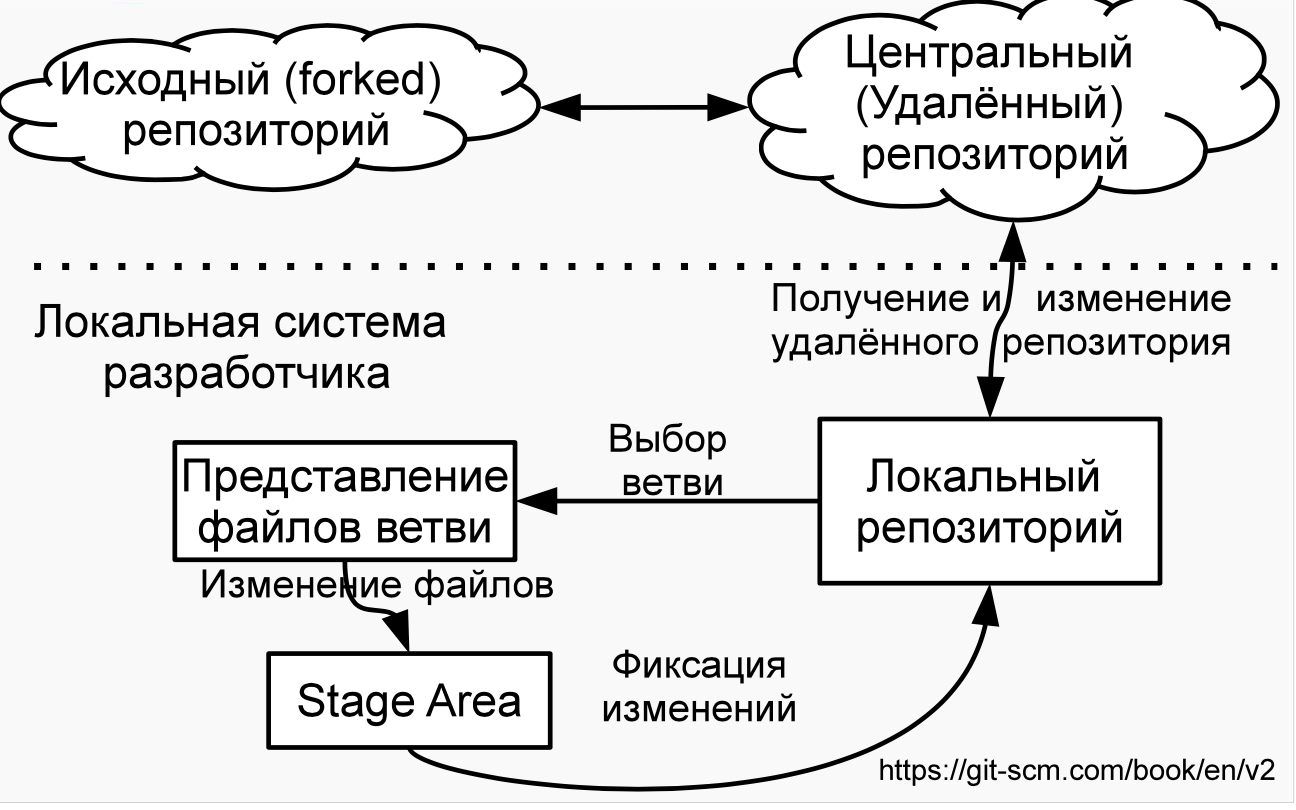 Исходный (forked)
репозиторий
Центральный
(Удалённый)
репозиторий
Локальная система
разработчика
Получение и изменение
удалённого репозитория
Выбор
ветви
Представление
файлов ветви
Локальный
репозиторий
Изменение файлов
Stage Area
Фиксация
изменений
https://git-scm.com/book/en/v2